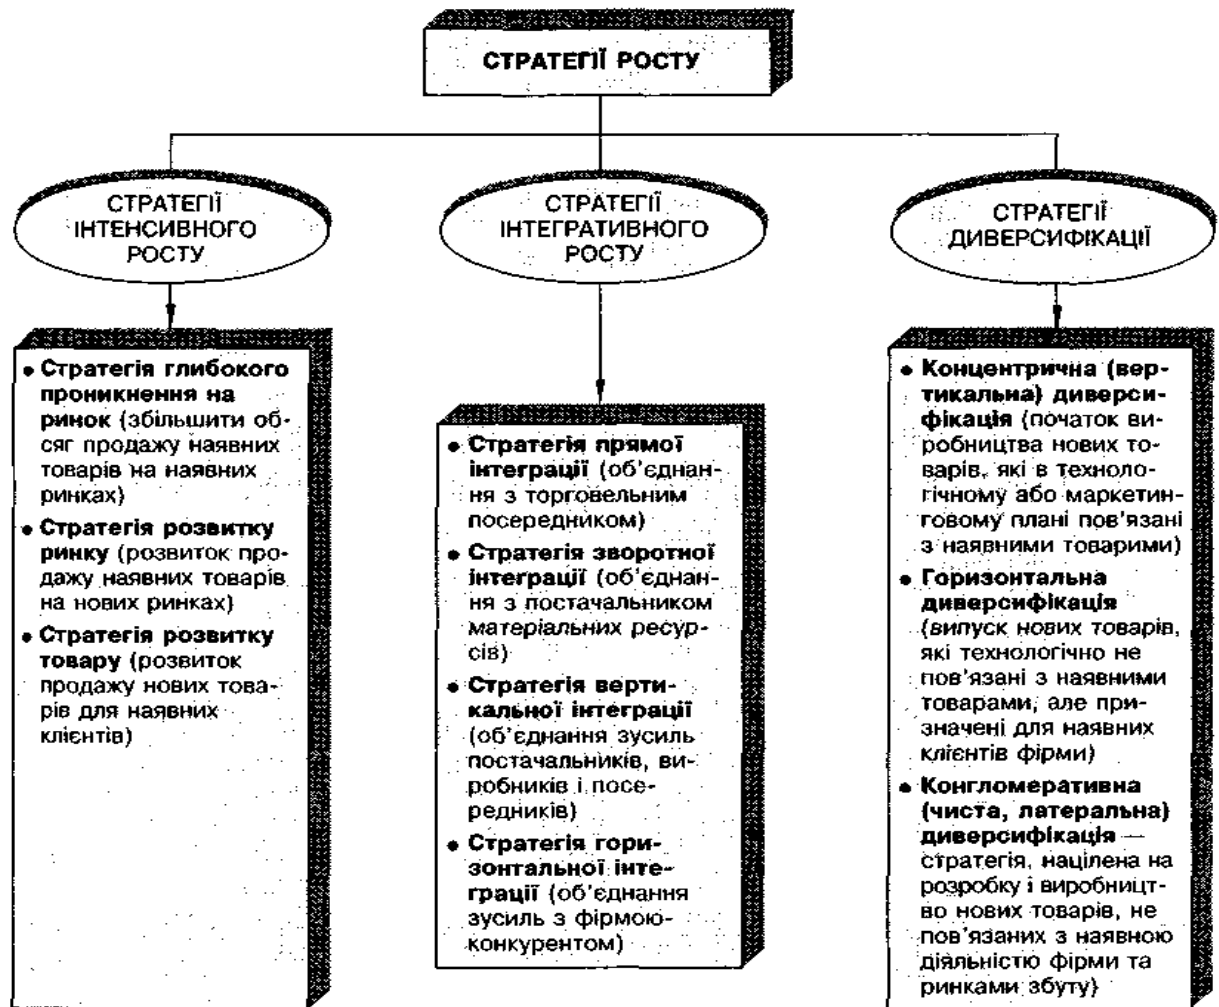 СТРАТЕГІЇ РОСТУ
СТРАТЕГІЇ
ІНТЕНСИВНОГО
РОСТУ
СТРАТЕГІЇ
ІНТЕГРАТИВНОГО
РОСТУ
СТРАТЕГІЇ
ДИВЕРСИФІКАЦІЇ
● Стратегія глибокого
проникнення на
ринок (збільшити об-
сяг продажу наявних
товарів на наявних
ринках)
● Стратегія розвитку
ринку (розвиток про-
дажу наявних товарів
на нових ринках)
● Стратегія розвитку
товару (розвиток
продажу нових това-
рів для наявних
клієнтів)
● Стратегія прямої
інтеграції (об'єднан-
ня з торговельним
посередником)
● Стратегія зворотної
інтеграції (об'єднан-
ня з постачальником
матеріальних ресур-
сів)
● Стратегія верти-
кальної інтеграції
(об'єднання зусиль
постачальників, ви-
робників і посе-
редників)
● Стратегія гори-
зонтальної інте-
грації (об'єднання
зусиль з фірмою-
конкурентом)
● Концентрична (вер-
тикальна) диверси-
фікація (початок ви-
робництва нових то-
варів, які в техноло-
гічному або маркетин-
говому плані пов'язані
з наявними товарими)
● Горизонтальна
диверсифікація
(випуск нових товарів,
які технологічно не
пов'язані з наявними
товарами, але при-
значені для наявних
клієнтів фірми)
● Конгломеративна
(чиста, латеральна)
диверсифікація —
стратегія, націлена на
розробку і виробницт-
во нових товарів, не
пов'язаних з наявною
діяльністю фірми та
ринками збуту)